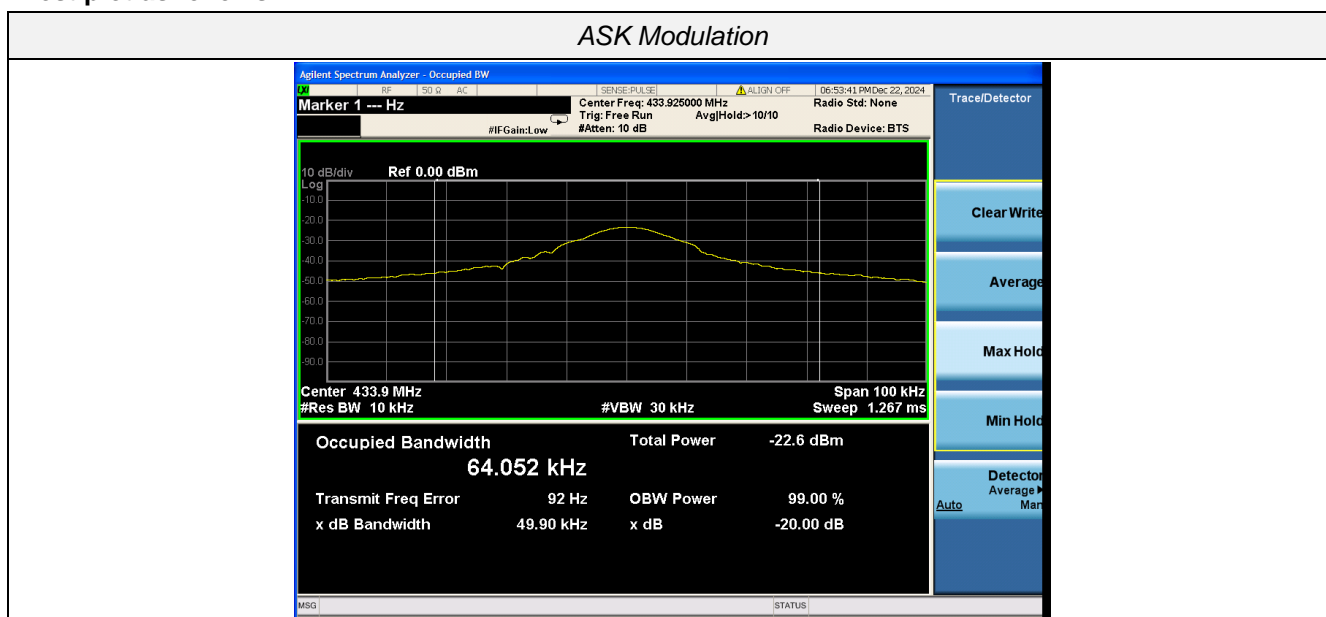 ASK Modulation
Agilent Spectrum Analyzer - Occupied BW
LXI RF 50 Ω AC SENSE:PULSE ALIGN OFF 06:53:41 PM Dec 22, 2024
Marker 1 --- Hz
Center Freq: 433.925000 MHz
Radio Std: None
Trig: Free Run Avg|Hold:>10/10
#IFGain:Low #Atten: 10 dB Radio Device: BTS
Trace/Detector
10 dB/div Ref 0.00 dBm
Log
-10.0
-20.0
-30.0
-40.0
-50.0
-60.0
-70.0
-80.0
-90.0
Center 433.9 MHz Span 100 kHz
#Res BW 10 kHz #VBW 30 kHz Sweep 1.267 ms
Occupied Bandwidth Total Power -22.6 dBm
64.052 kHz
Transmit Freq Error 92 Hz OBW Power 99.00 %
x dB Bandwidth 49.90 kHz x dB -20.00 dB
Clear Write
Average
Max Hold
Min Hold
Detector
Average
Auto Man
MSG STATUS